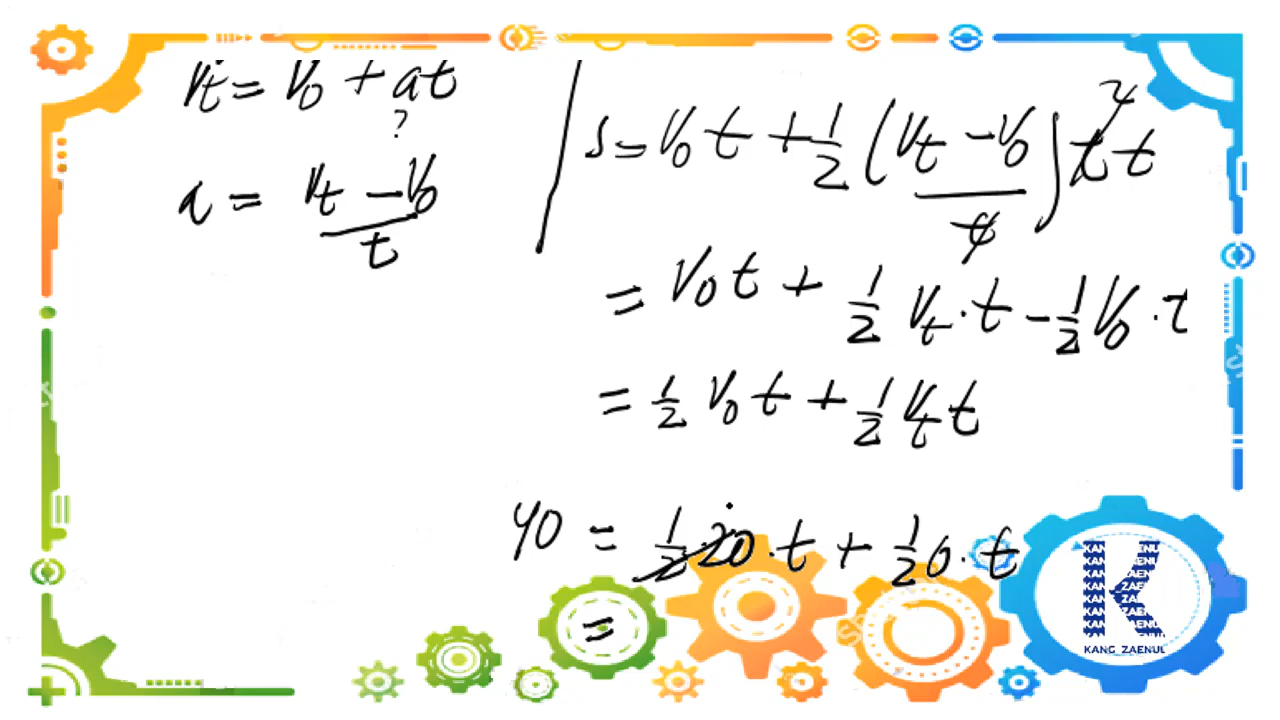 Vt = V₀ + at
?
a = (Vt - V₀)/t
s = V₀ t + 1/2 ( (Vt - V₀)/t ) t² t
= V₀ t + 1/2 Vt · t - 1/2 V₀ · t
= 1/2 V₀ t + 1/2 Vt t
40 = 1/2 · 20 · t + 1/2 0 · t
=
KANG_ZAENUL